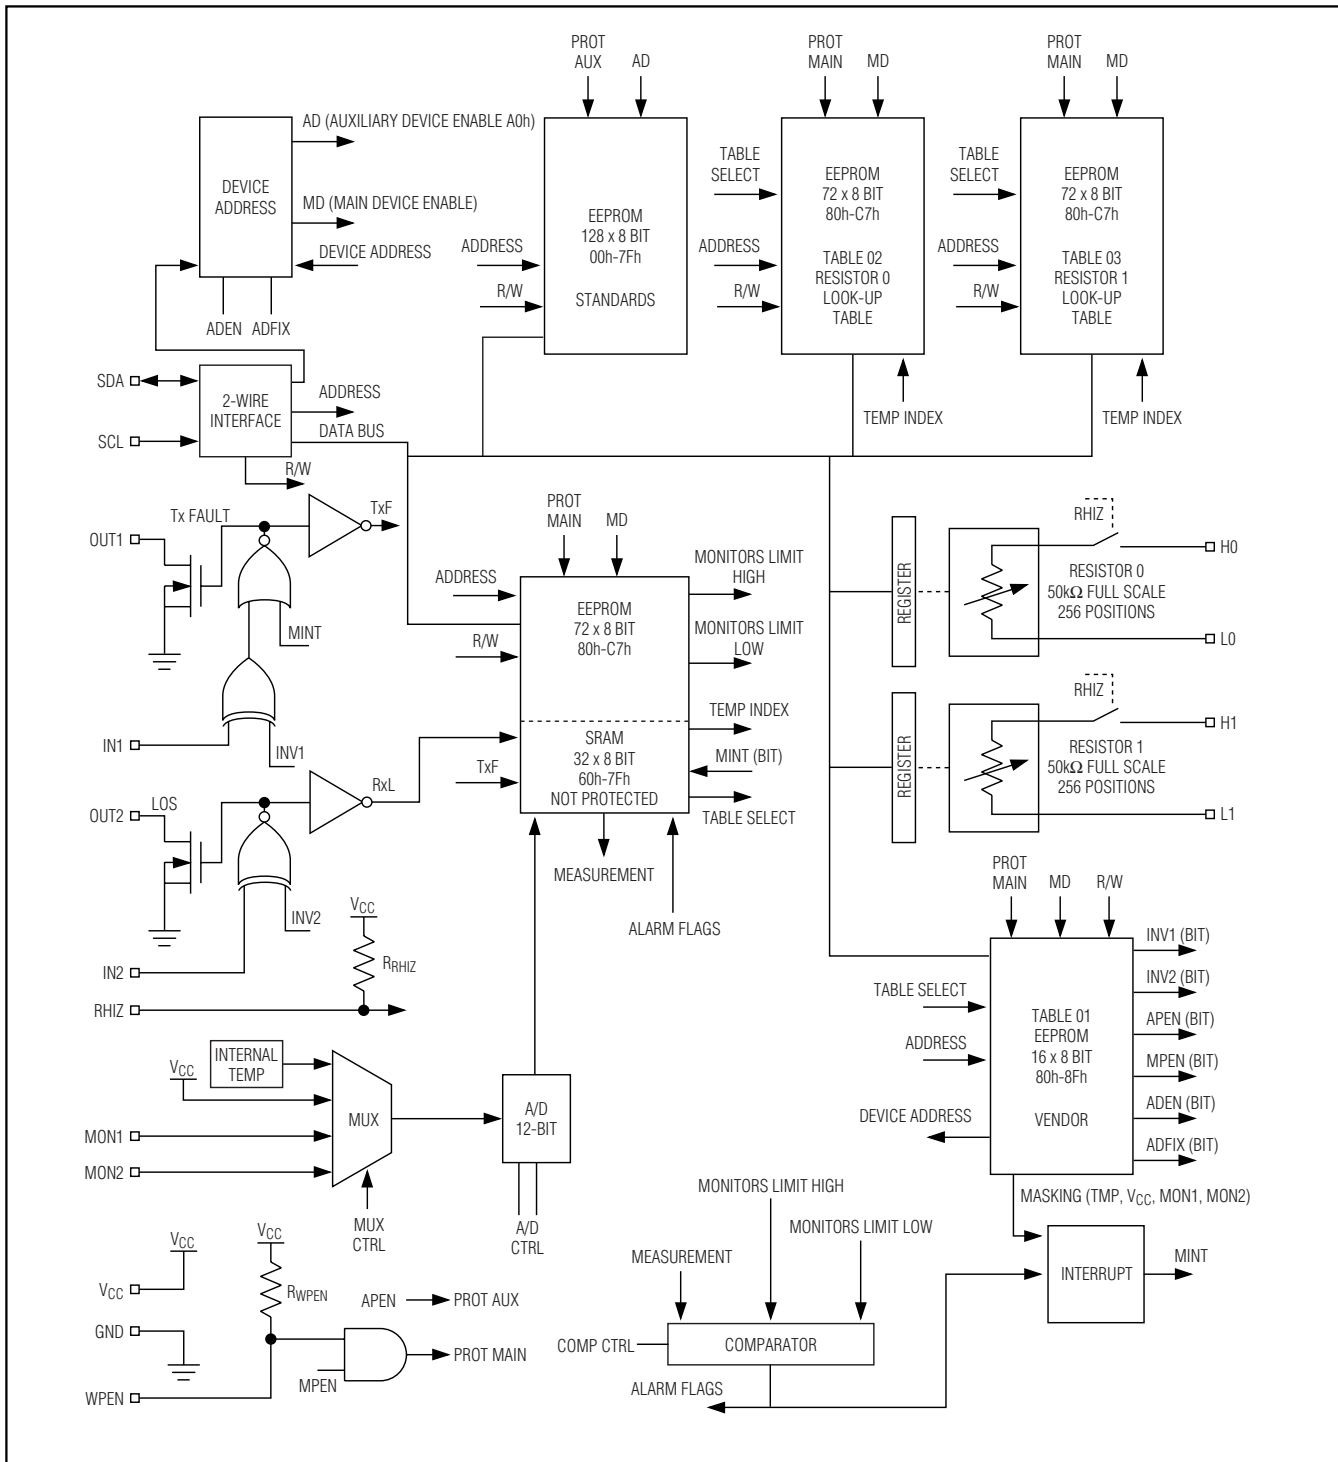 PROT
AUX
AD
PROT
MAIN
MD
PROT
MAIN
MD
AD (AUXILIARY DEVICE ENABLE A0h)
DEVICE
ADDRESS
MD (MAIN DEVICE ENABLE)
DEVICE ADDRESS
ADEN
ADFIX
ADDRESS
R/W
EEPROM
128 x 8 BIT
00h-7Fh
STANDARDS
TABLE
SELECT
ADDRESS
R/W
EEPROM
72 x 8 BIT
80h-C7h
TABLE 02
RESISTOR 0
LOOK-UP
TABLE
TEMP INDEX
TABLE
SELECT
ADDRESS
R/W
EEPROM
72 x 8 BIT
80h-C7h
TABLE 03
RESISTOR 1
LOOK-UP
TABLE
TEMP INDEX
SDA
SCL
2-WIRE
INTERFACE
ADDRESS
DATA BUS
R/W
Tx FAULT
TxF
OUT1
MINT
IN1
INV1
LOS
RxL
OUT2
INV2
IN2
VCC
RRHIZ
RHIZ
PROT
MAIN
MD
ADDRESS
R/W
TxF
EEPROM
72 x 8 BIT
80h-C7h
SRAM
32 x 8 BIT
60h-7Fh
NOT PROTECTED
MONITORS LIMIT
HIGH
MONITORS LIMIT
LOW
TEMP INDEX
MINT (BIT)
TABLE SELECT
MEASUREMENT
ALARM FLAGS
REGISTER
RHIZ
RESISTOR 0
50kΩ FULL SCALE
256 POSITIONS
H0
L0
REGISTER
RHIZ
RESISTOR 1
50kΩ FULL SCALE
256 POSITIONS
H1
L1
PROT
MAIN
MD
R/W
TABLE SELECT
ADDRESS
DEVICE ADDRESS
TABLE 01
EEPROM
16 x 8 BIT
80h-8Fh
VENDOR
INV1 (BIT)
INV2 (BIT)
APEN (BIT)
MPEN (BIT)
ADEN (BIT)
ADFIX (BIT)
MASKING (TMP, VCC, MON1, MON2)
INTERNAL
TEMP
VCC
MON1
MON2
MUX
MUX
CTRL
A/D
12-BIT
A/D
CTRL
MONITORS LIMIT HIGH
MONITORS LIMIT LOW
MEASUREMENT
COMP CTRL
COMPARATOR
ALARM FLAGS
INTERRUPT
MINT
VCC
VCC
VCC
GND
WPEN
RWPEN
APEN
PROT AUX
MPEN
PROT MAIN